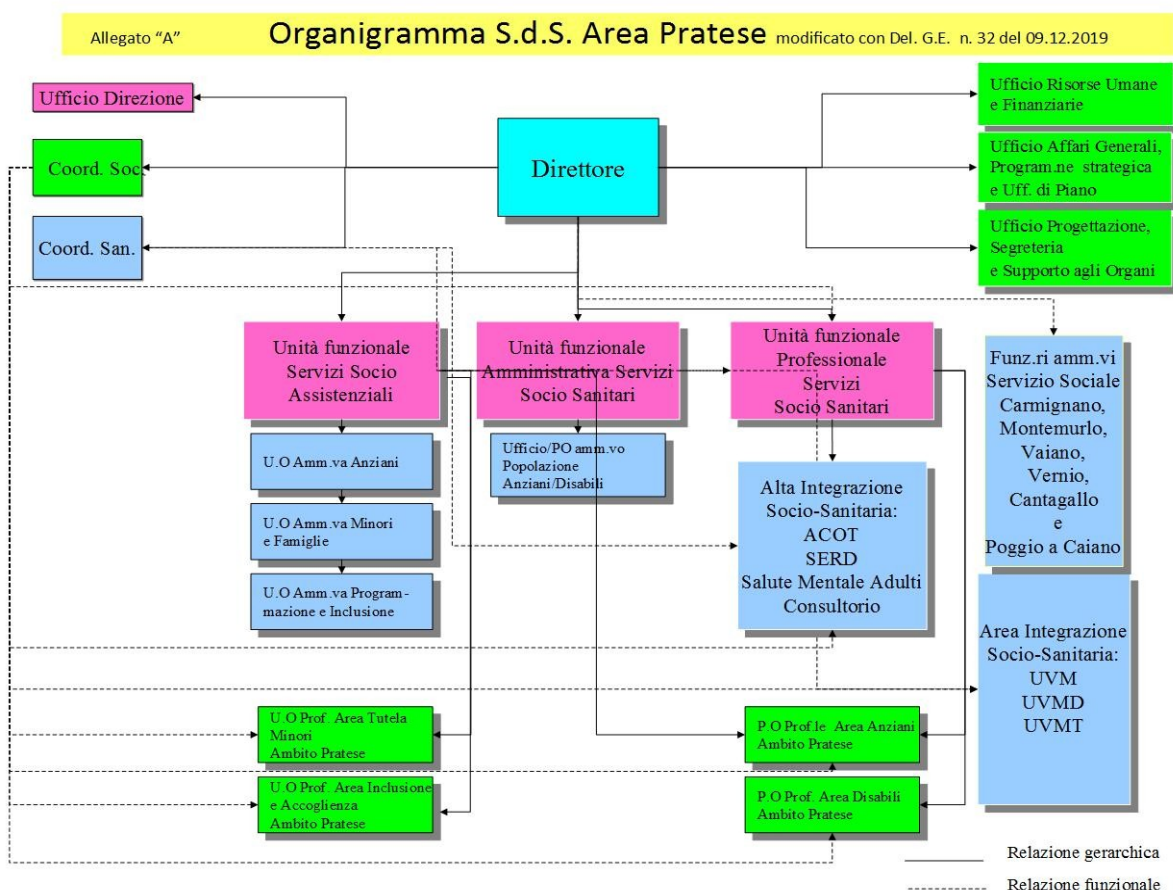 Allegato “A”
Organigramma S.d.S. Area Pratese modificato con Del. G.E. n. 32 del 09.12.2019
Ufficio Direzione
Coord. Soc.
Coord. San.
Direttore
Ufficio Risorse Umane
e Finanziarie
Ufficio Affari Generali,
Program.ne strategica
e Uff. di Piano
Ufficio Progettazione,
Segreteria
e Supporto agli Organi
Unità funzionale
Servizi Socio
Assistenziali
Unità funzionale
Amministrativa Servizi
Socio Sanitari
Unità funzionale
Professionale
Servizi
Socio Sanitari
Funz.ri amm.vi
Servizio Sociale
Carmignano,
Montemurlo,
Vaiano,
Vernio,
Cantagallo
e
Poggio a Caiano
U.O Amm.va Anziani
U.O Amm.va Minori
e Famiglie
U.O Amm.va Program-
mazione e Inclusione
Ufficio/PO amm.vo
Popolazione
Anziani/Disabili
Alta Integrazione
Socio-Sanitaria:
ACOT
SERD
Salute Mentale Adulti
Consultorio
Area Integrazione
Socio-Sanitaria:
UVM
UVMD
UVMT
U.O Prof. Area Tutela
Minori
Ambito Pratese
U.O Prof. Area Inclusione
e Accoglienza
Ambito Pratese
P.O Prof.le Area Anziani
Ambito Pratese
P.O Prof. Area Disabili
Ambito Pratese
Relazione gerarchica
Relazione funzionale